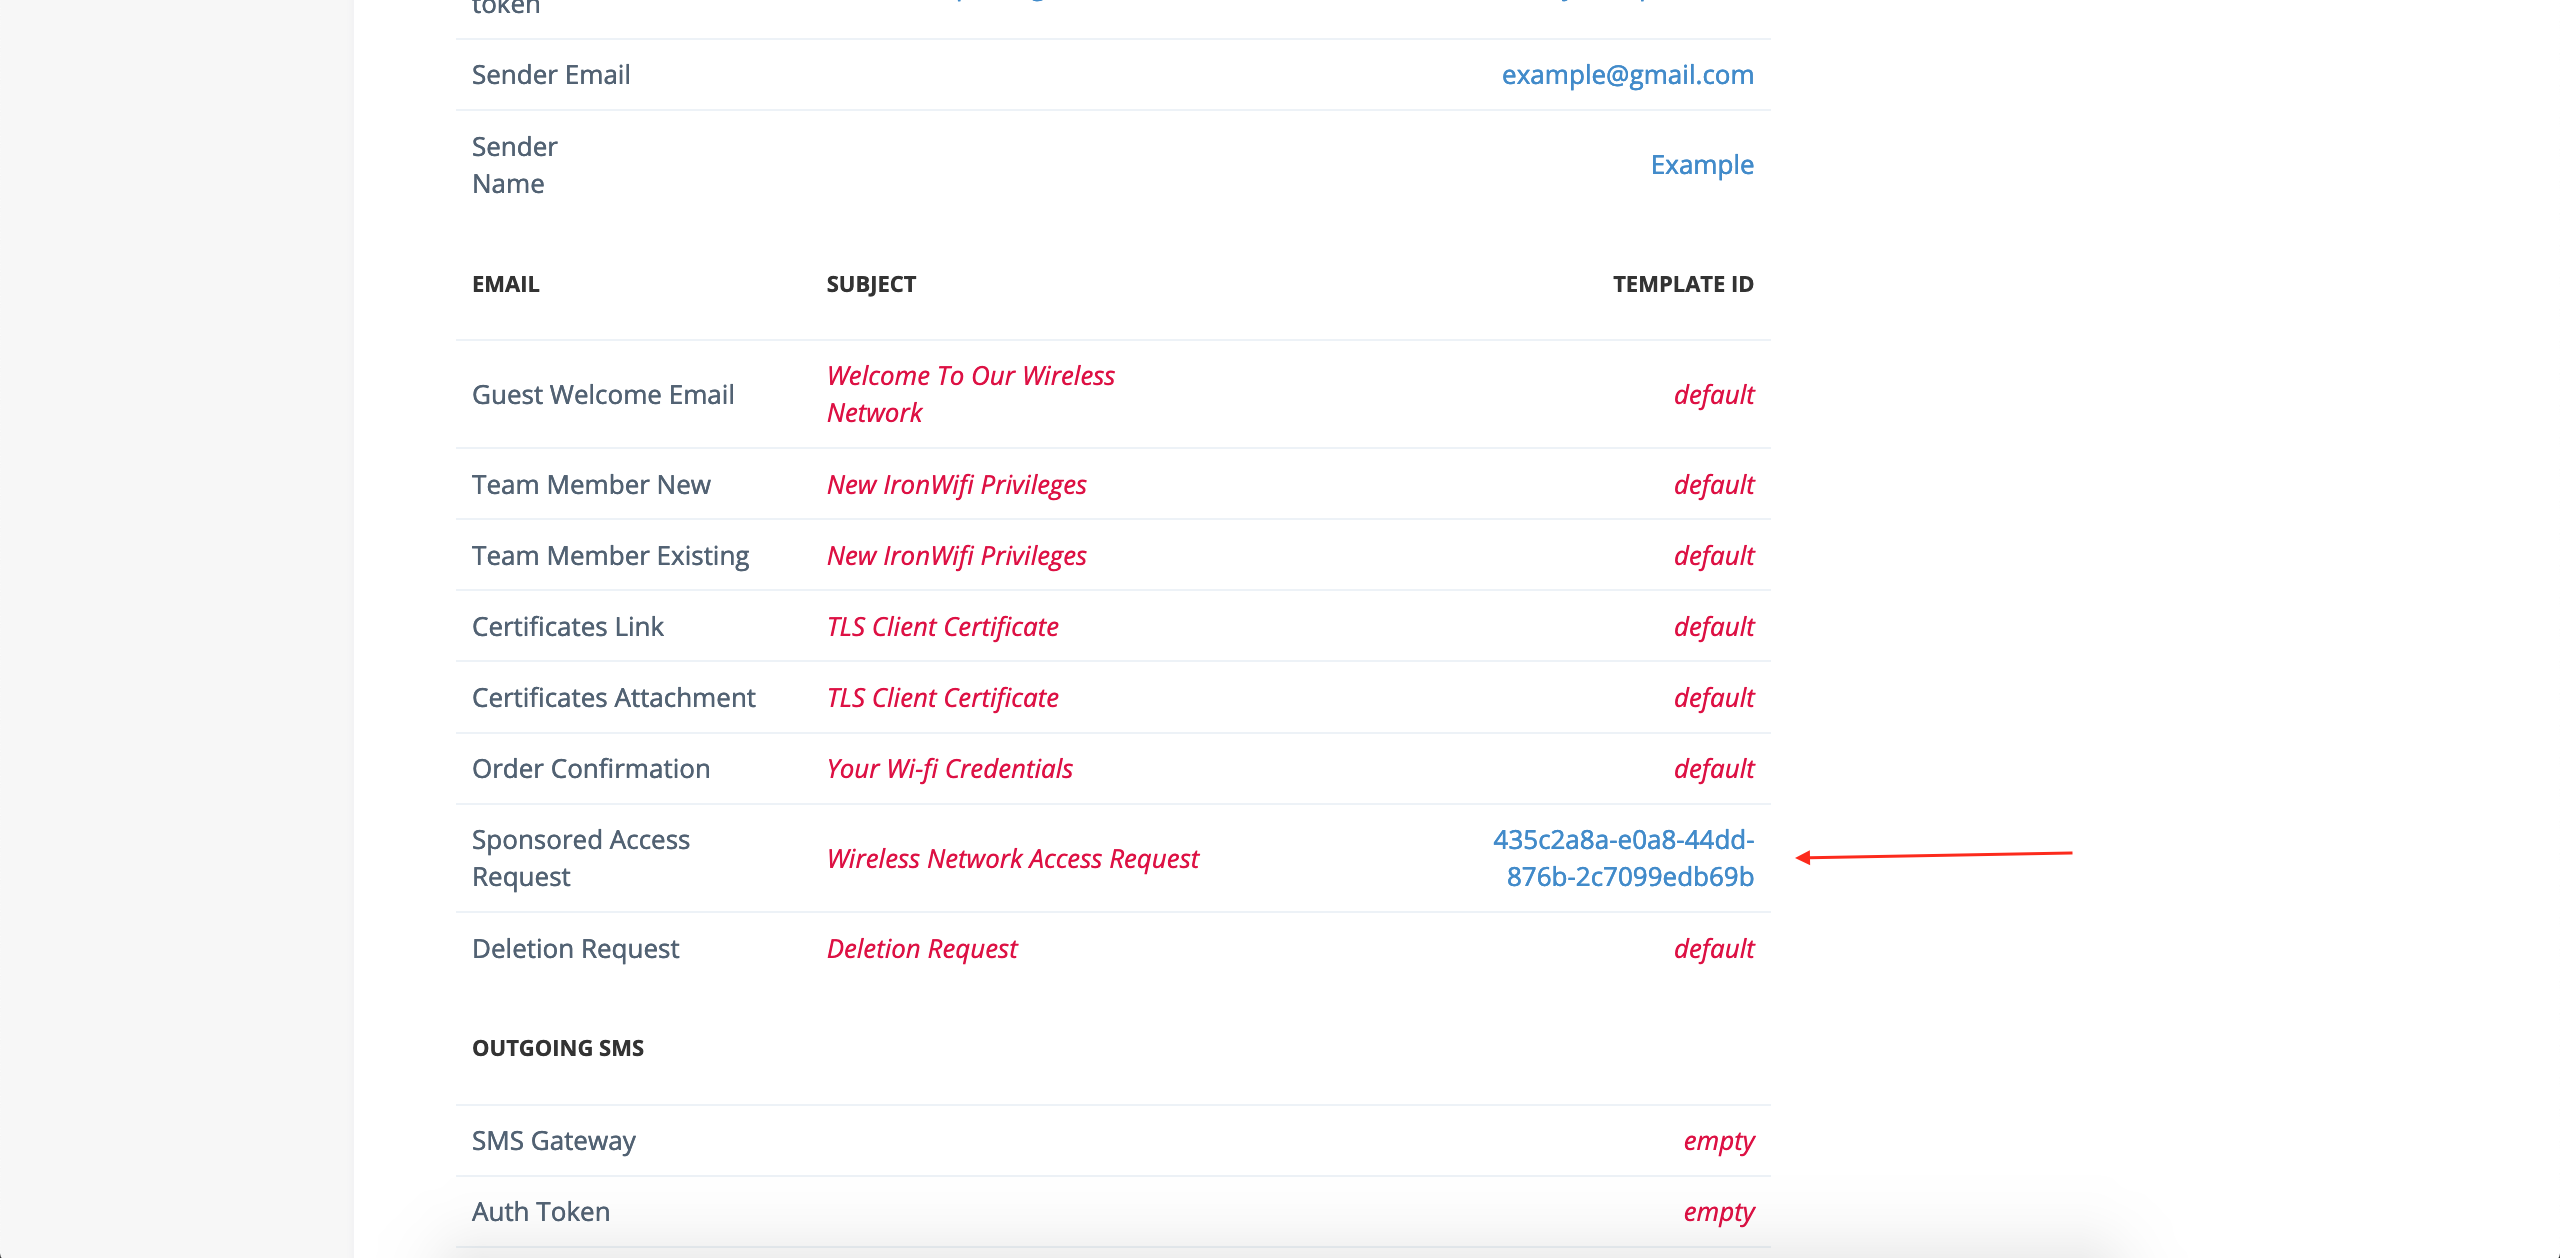 token
Sender Email example@gmail.com
Sender
Name
Example
EMAIL SUBJECT TEMPLATE ID
Guest Welcome Email
Welcome To Our Wireless
Network
default
Team Member New New IronWifi Privileges default
Team Member Existing New IronWifi Privileges default
Certificates Link TLS Client Certificate default
Certificates Attachment TLS Client Certificate default
Order Confirmation Your Wi-fi Credentials default
Sponsored Access
Request
Wireless Network Access Request
435c2a8a-e0a8-44dd-
876b-2c7099edb69b
Deletion Request Deletion Request default
OUTGOING SMS
SMS Gateway empty
Auth Token empty